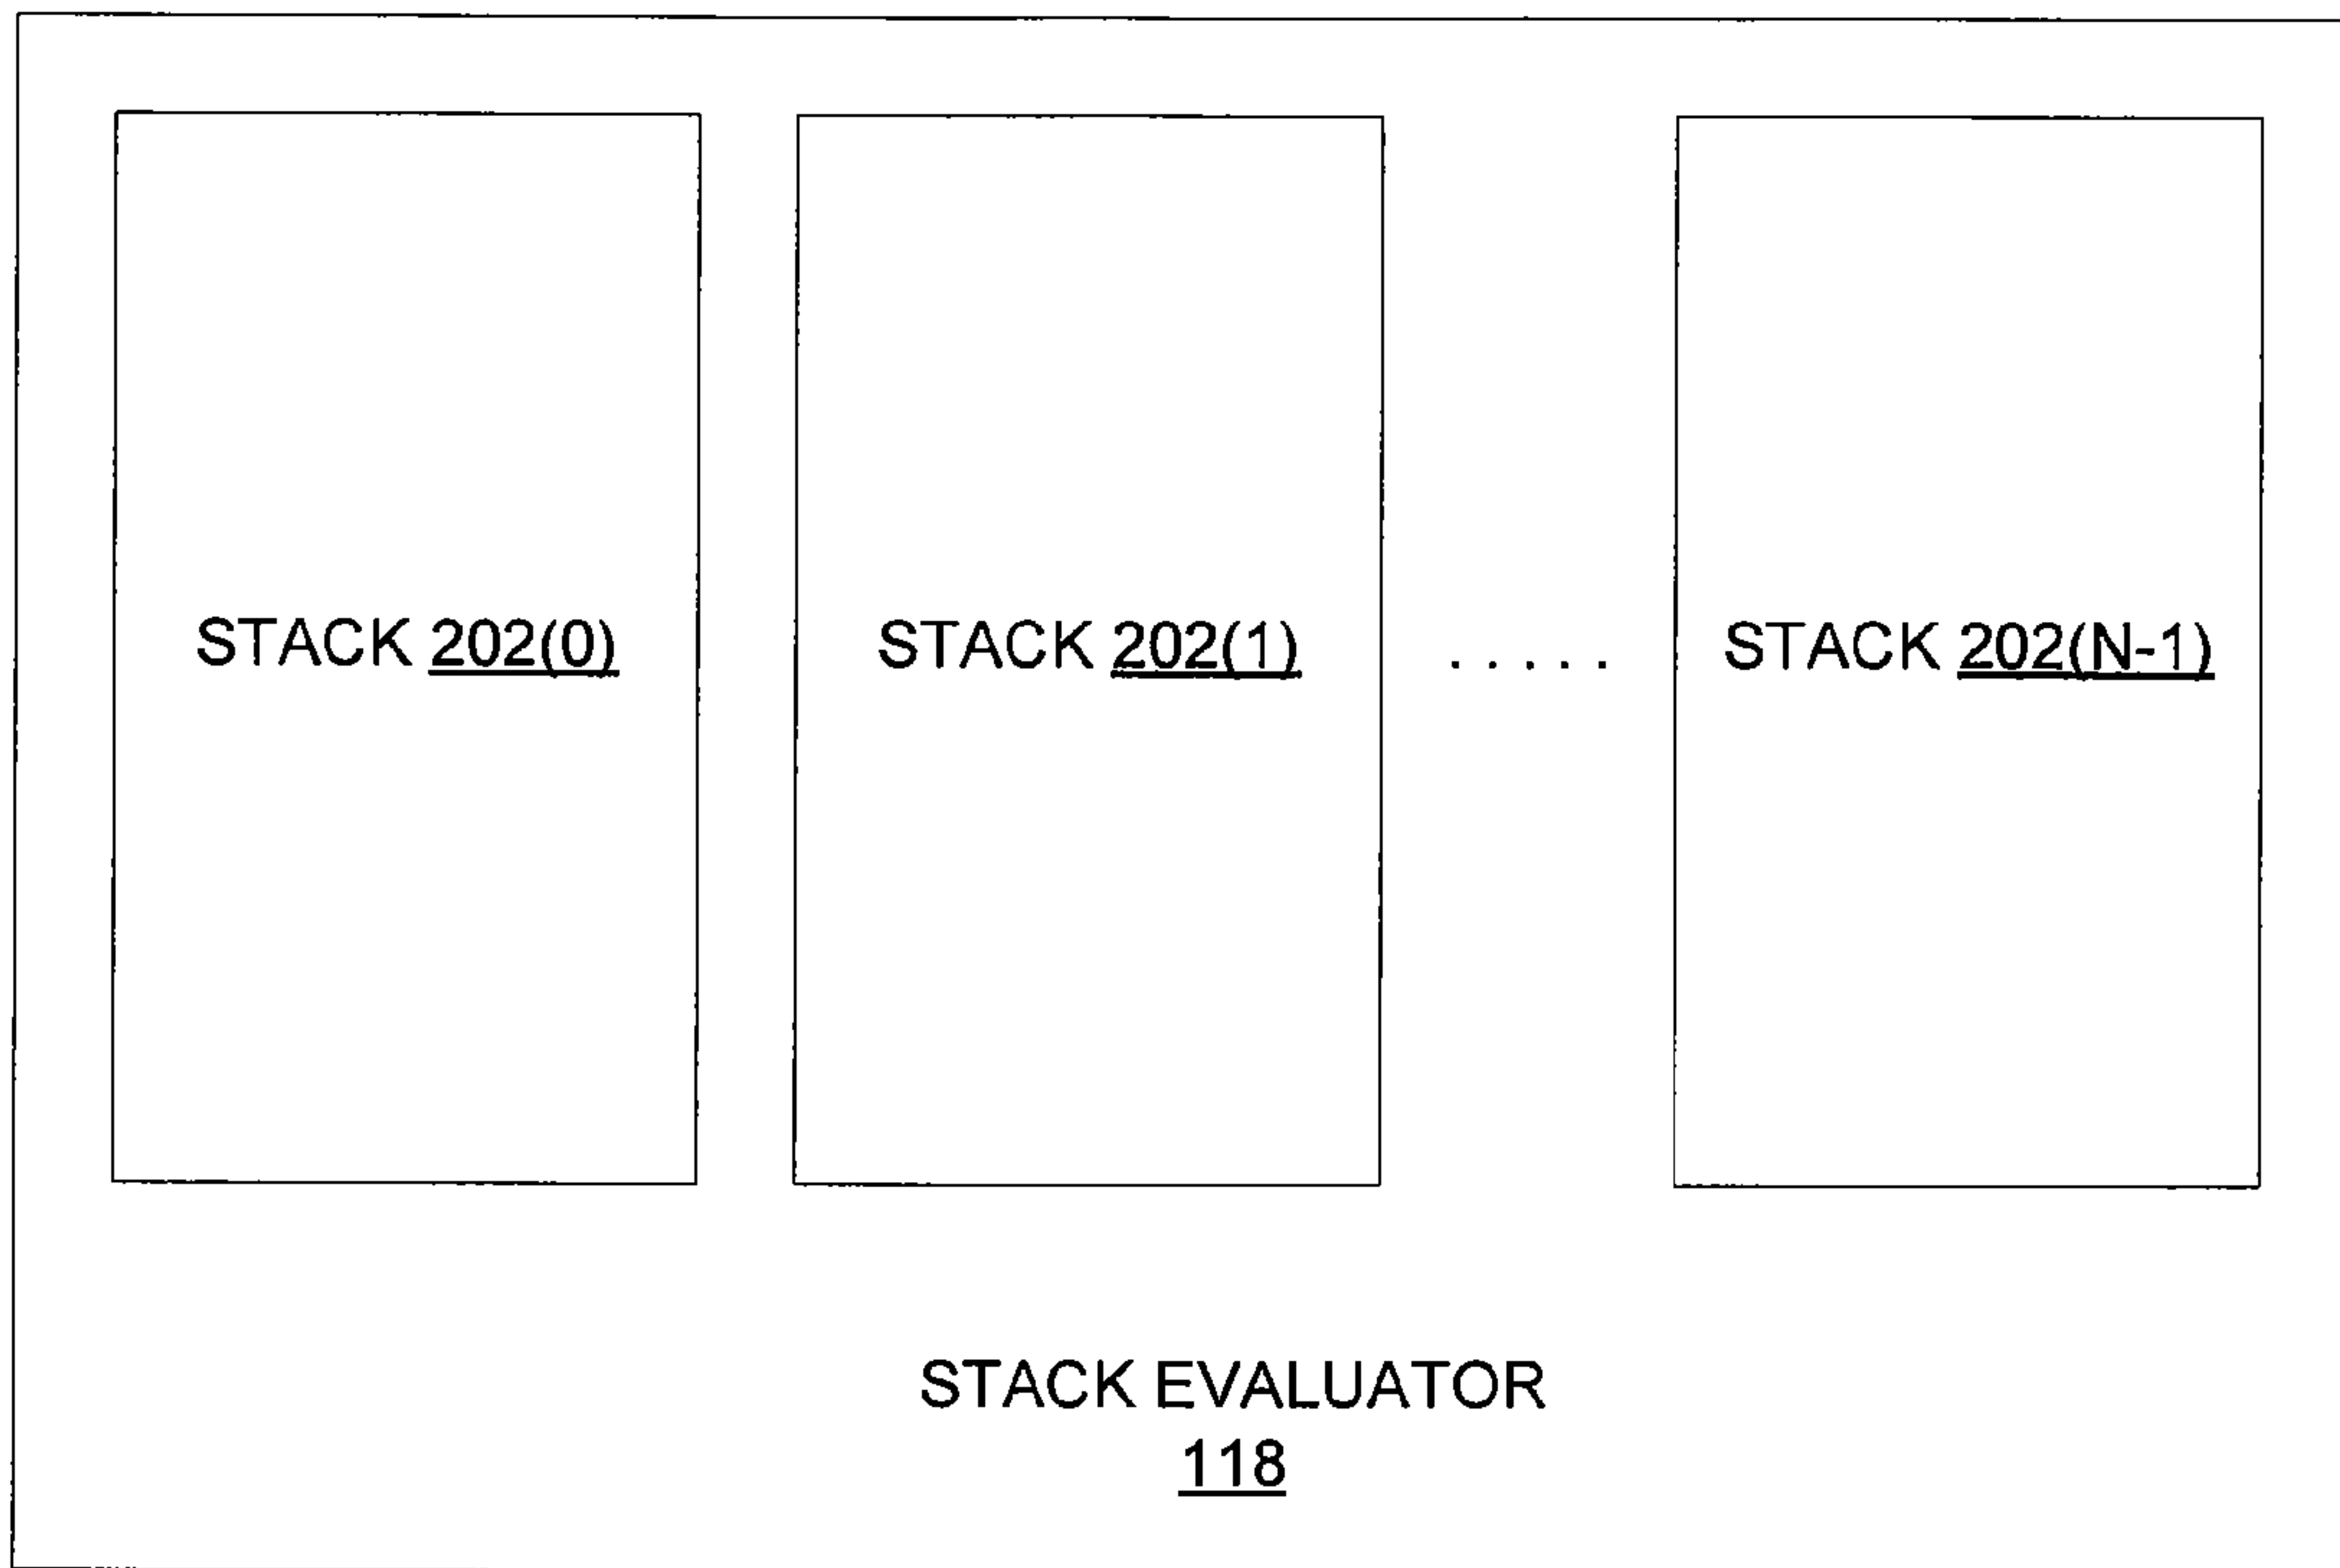 STACK 202(0)
STACK 202(1)
.....
STACK 202(N-1)
STACK EVALUATOR
118